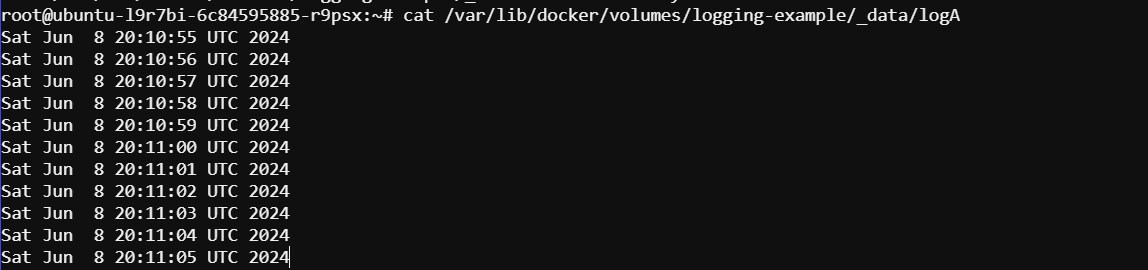 root@ubuntu-l9r7bi-6c84595885-r9psx:~# cat /var/lib/docker/volumes/logging-example/_data/logA
Sat Jun  8 20:10:55 UTC 2024
Sat Jun  8 20:10:56 UTC 2024
Sat Jun  8 20:10:57 UTC 2024
Sat Jun  8 20:10:58 UTC 2024
Sat Jun  8 20:10:59 UTC 2024
Sat Jun  8 20:11:00 UTC 2024
Sat Jun  8 20:11:01 UTC 2024
Sat Jun  8 20:11:02 UTC 2024
Sat Jun  8 20:11:03 UTC 2024
Sat Jun  8 20:11:04 UTC 2024
Sat Jun  8 20:11:05 UTC 2024